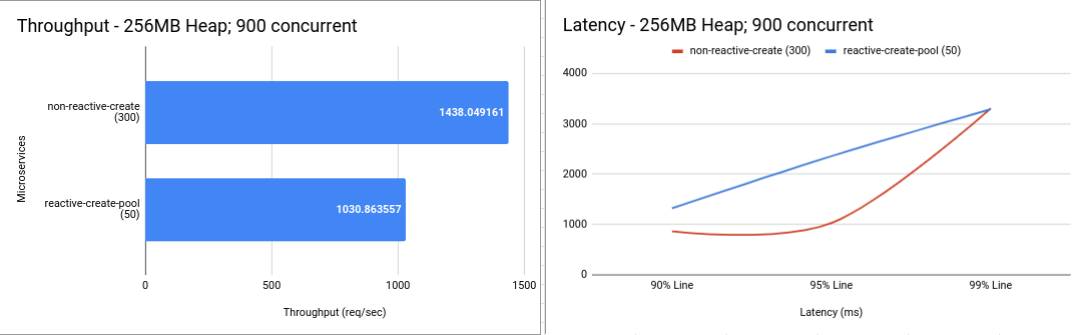 Throughput - 256MB Heap; 900 concurrent
Microservices
non-reactive-create
(300)
1438.049161
reactive-create-pool
(50)
1030.863557
0
500
1000
1500
Throughput (req/sec)
Latency - 256MB Heap; 900 concurrent
non-reactive-create (300)
reactive-create-pool (50)
4000
3000
2000
1000
0
90% Line
95% Line
99% Line
Latency (ms)